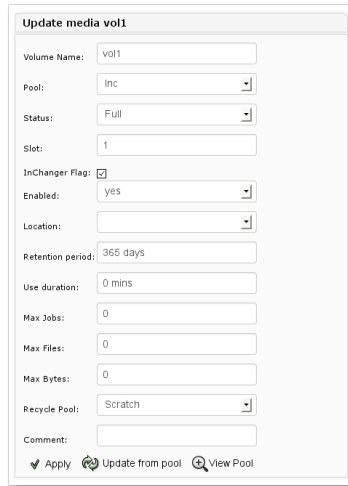 Update media vol1
Volume Name: vol1
Pool: Inc
Status: Full
Slot: 1
InChanger Flag:
Enabled: yes
Location:
Retention period: 365 days
Use duration: 0 mins
Max Jobs: 0
Max Files: 0
Max Bytes: 0
Recycle Pool: Scratch
Comment:
Apply Update from pool View Pool